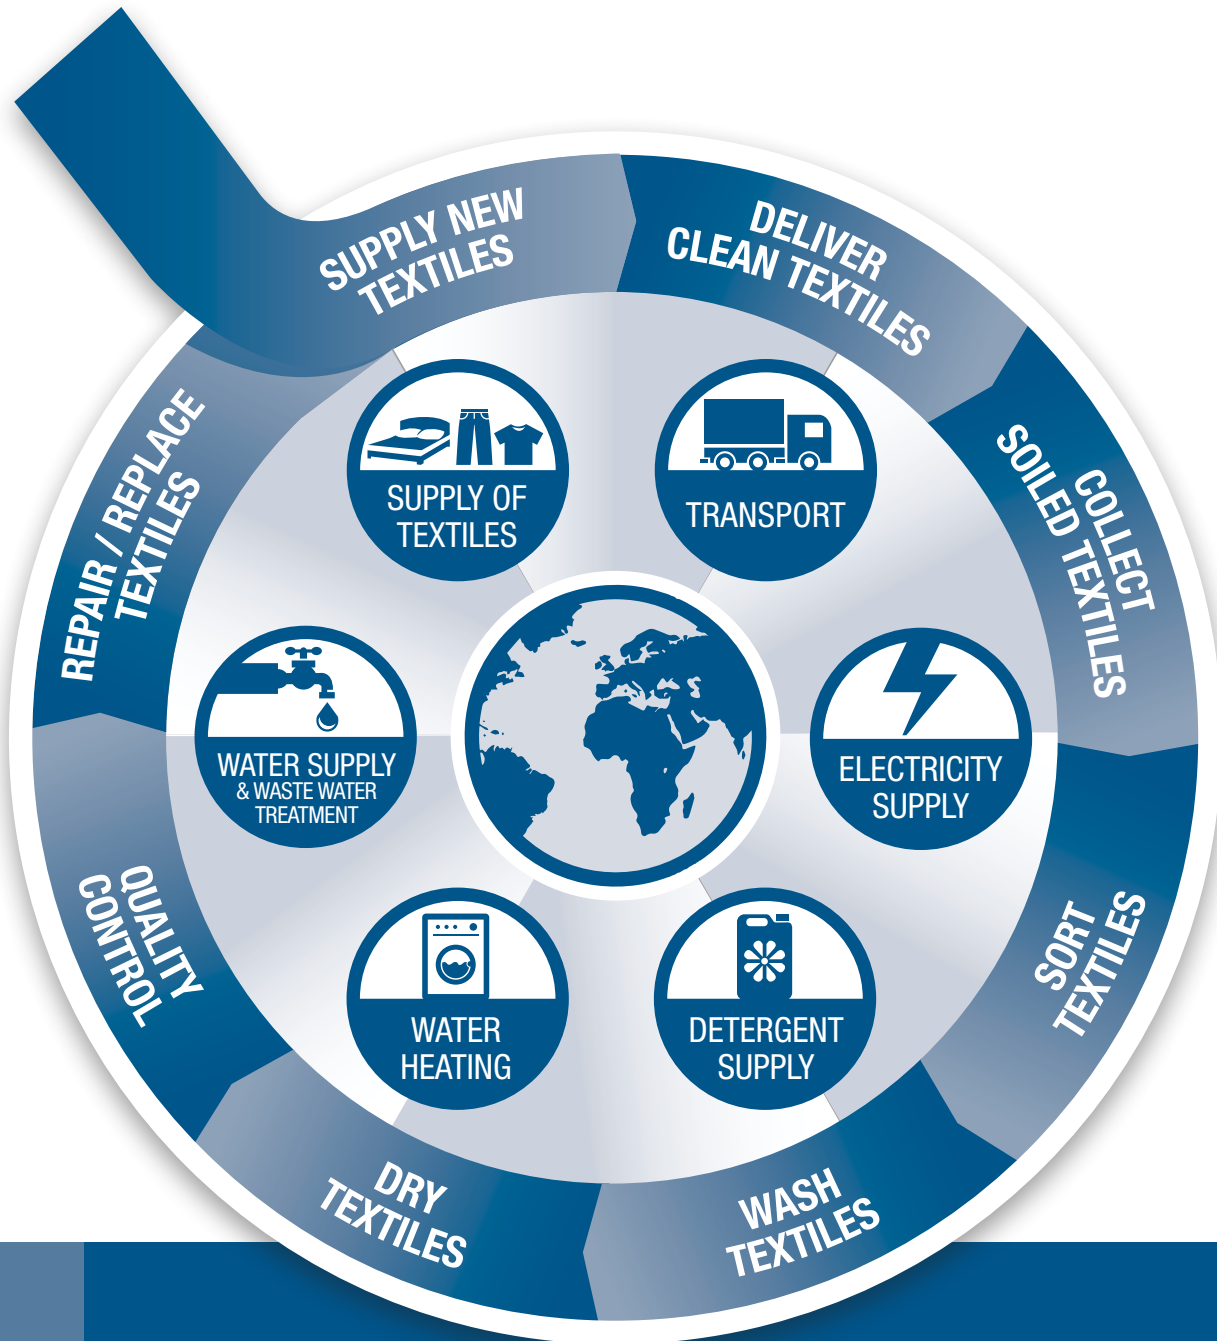 SUPPLY NEW
TEXTILES
DELIVER
CLEAN TEXTILES
COLLECT
SOILED TEXTILES
SORT
TEXTILES
WASH
TEXTILES
DRY
TEXTILES
QUALITY
CONTROL
REPAIR / REPLACE
TEXTILES
SUPPLY OF
TEXTILES
TRANSPORT
ELECTRICITY
SUPPLY
DETERGENT
SUPPLY
WATER
HEATING
WATER SUPPLY
& WASTE WATER
TREATMENT